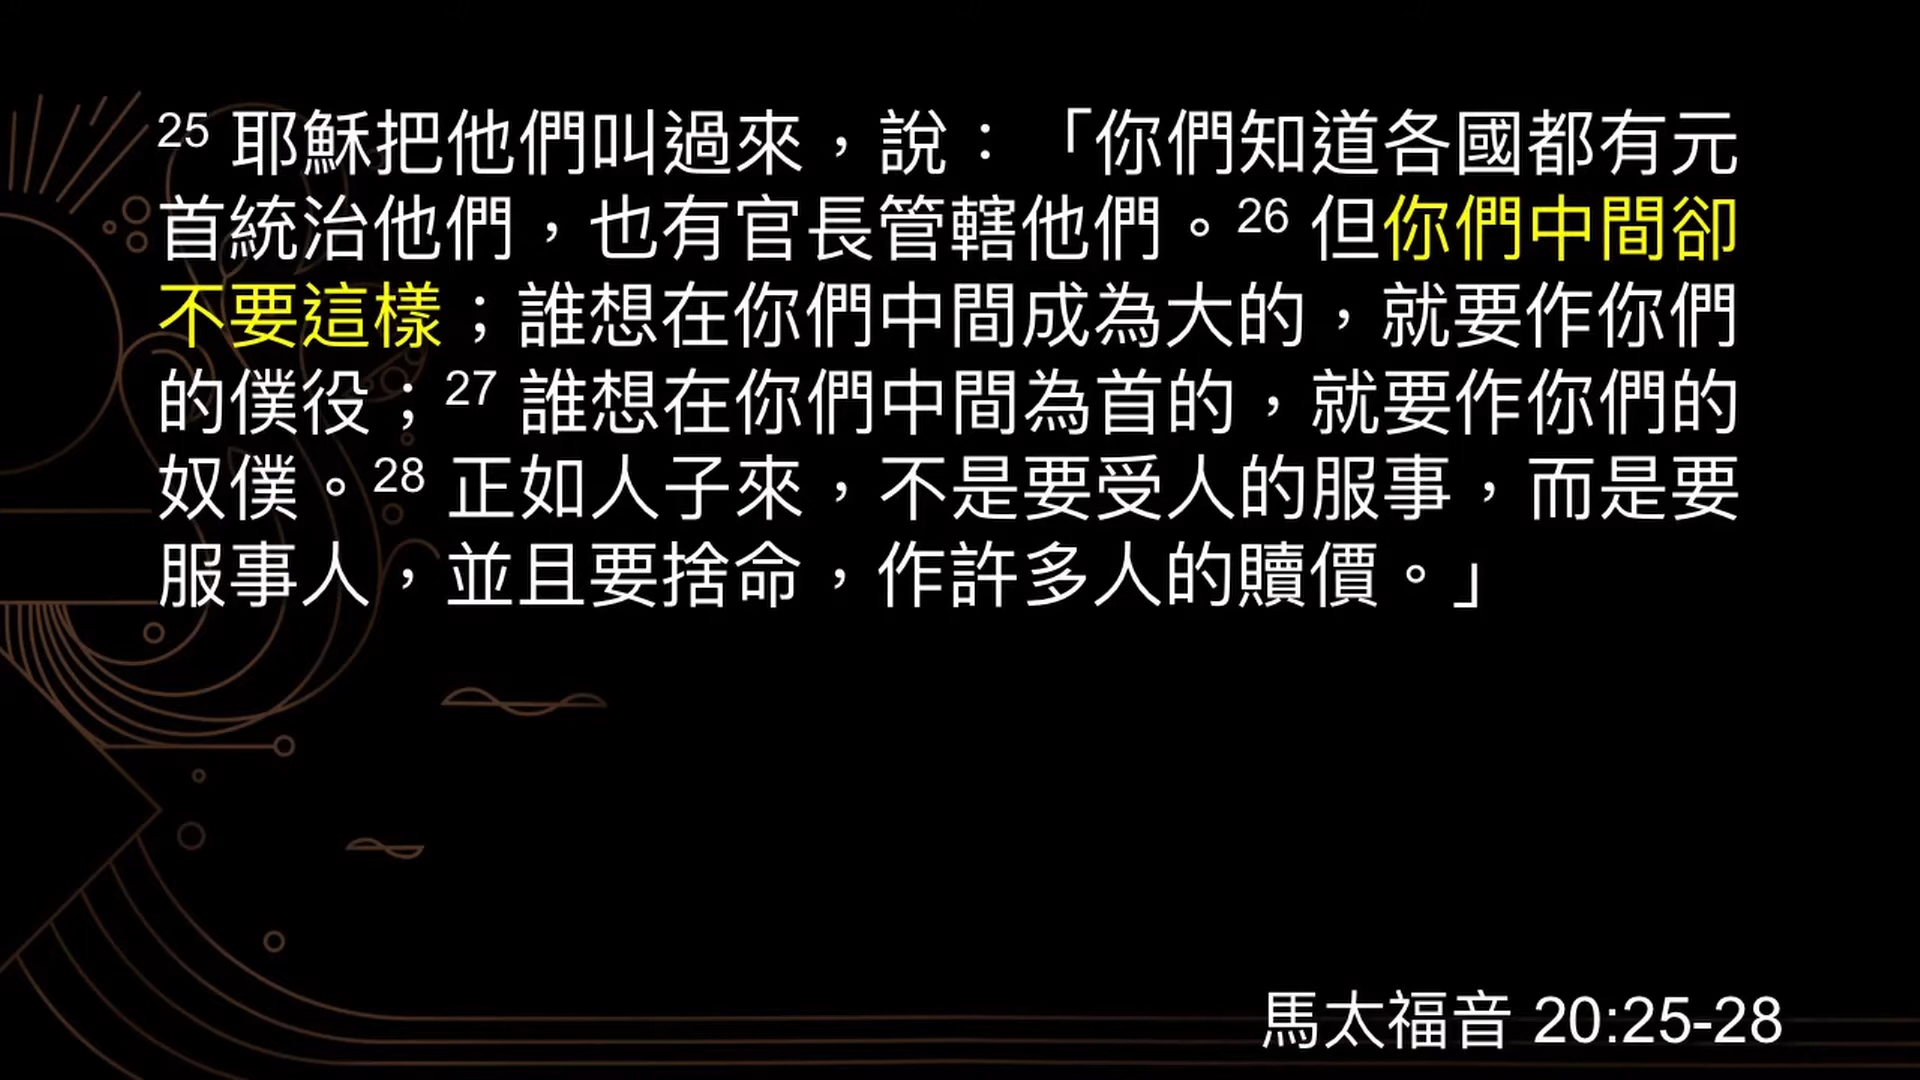 25 耶穌把他們叫過來，說：「你們知道各國都有元
首統治他們，也有官長管轄他們。26 但你們中間卻
不要這樣；誰想在你們中間成為大的，就要作你們
的僕役；27 誰想在你們中間為首的，就要作你們的
奴僕。28 正如人子來，不是要受人的服事，而是要
服事人，並且要捨命，作許多人的贖價。」
馬太福音 20:25-28